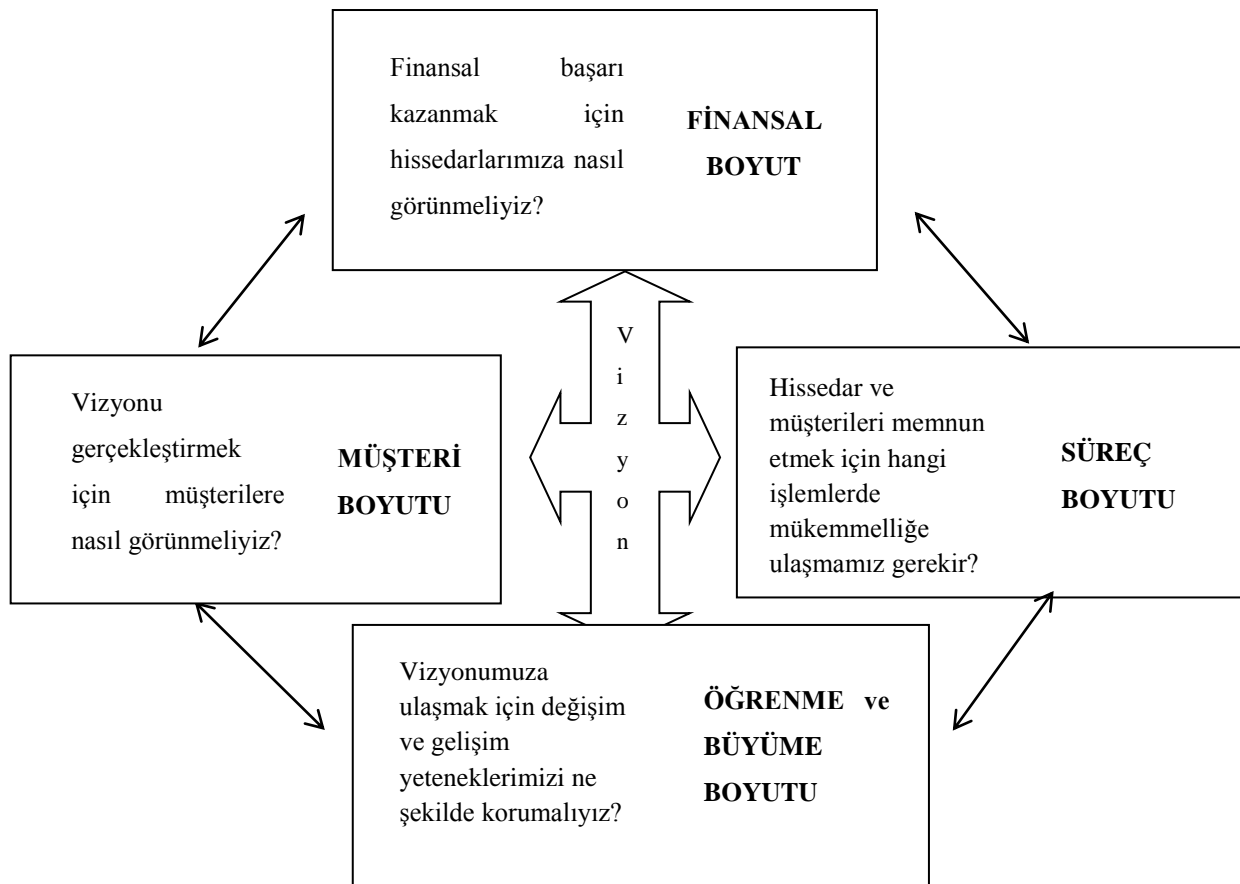 Finansal başarı
kazanmak için
hissedarlarımıza nasıl
görünmeliyiz?
FİNANSAL
BOYUT
Vizyon
Vizyonu
gerçekleştirmek
için müşterilere
nasıl görünmeliyiz?
MÜŞTERİ
BOYUTU
Hissedar ve
müşterileri memnun
etmek için hangi
işlemlerde
mükemmelliğe
ulaşmamız gerekir?
SÜREÇ
BOYUTU
Vizyonumuza
ulaşmak için değişim
ve gelişim
yeteneklerimizi ne
şekilde korumalıyız?
ÖĞRENME ve
BÜYÜME
BOYUTU